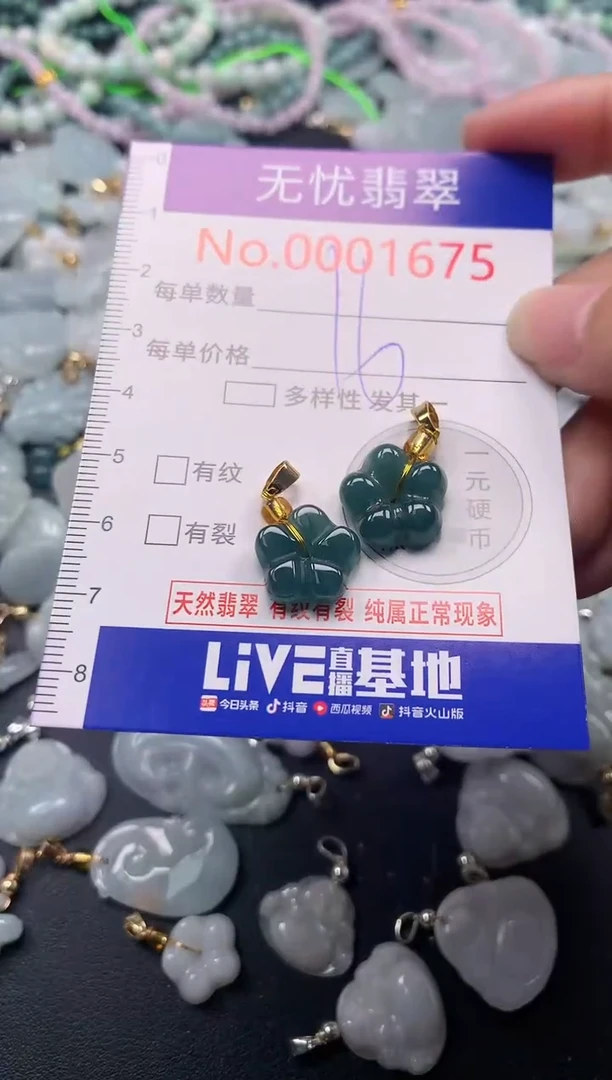 无忧翡翠
No.0001675
0
1
2
每单数量
3
每单价格
16
4
多样性 发其一
5
有纹
一元硬币
6
有裂
7
天然翡翠 有纹有裂 纯属正常现象
8
LiVE直播基地
头条 今日头条 抖音 西瓜视频 抖音火山版